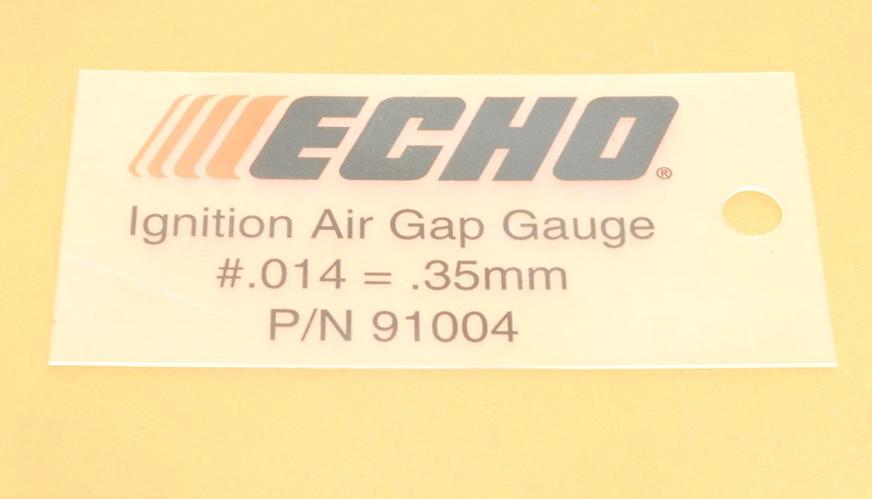 ECHO®
Ignition Air Gap Gauge
#.014 = .35mm
P/N 91004